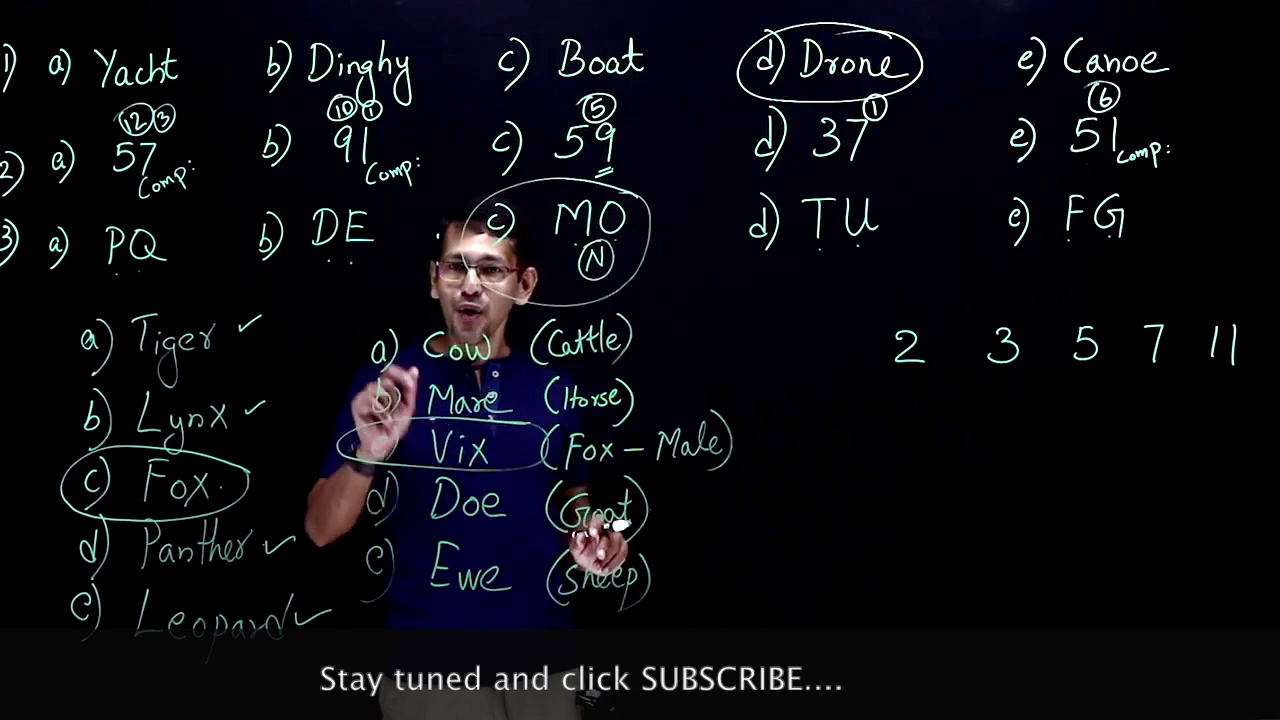 1) a) Yacht b) Dinghy c) Boat d) Drone e) Canoe
12 3 10 1 5 1 6
2) a) 57 b) 91 c) 59 d) 37 e) 51
Comp: Comp: Comp:
3) a) PQ b) DE c) MO d) TU e) FG
N
a) Tiger ✓
b) Lynx ✓
c) Fox.
d) Panther ✓
e) Leopard ✓
a) Cow (Cattle)
b) Mare (Horse)
Vix (Fox – Male)
d) Doe (Goat)
e) Ewe (Sheep)
2 3 5 7 11
Stay tuned and click SUBSCRIBE....